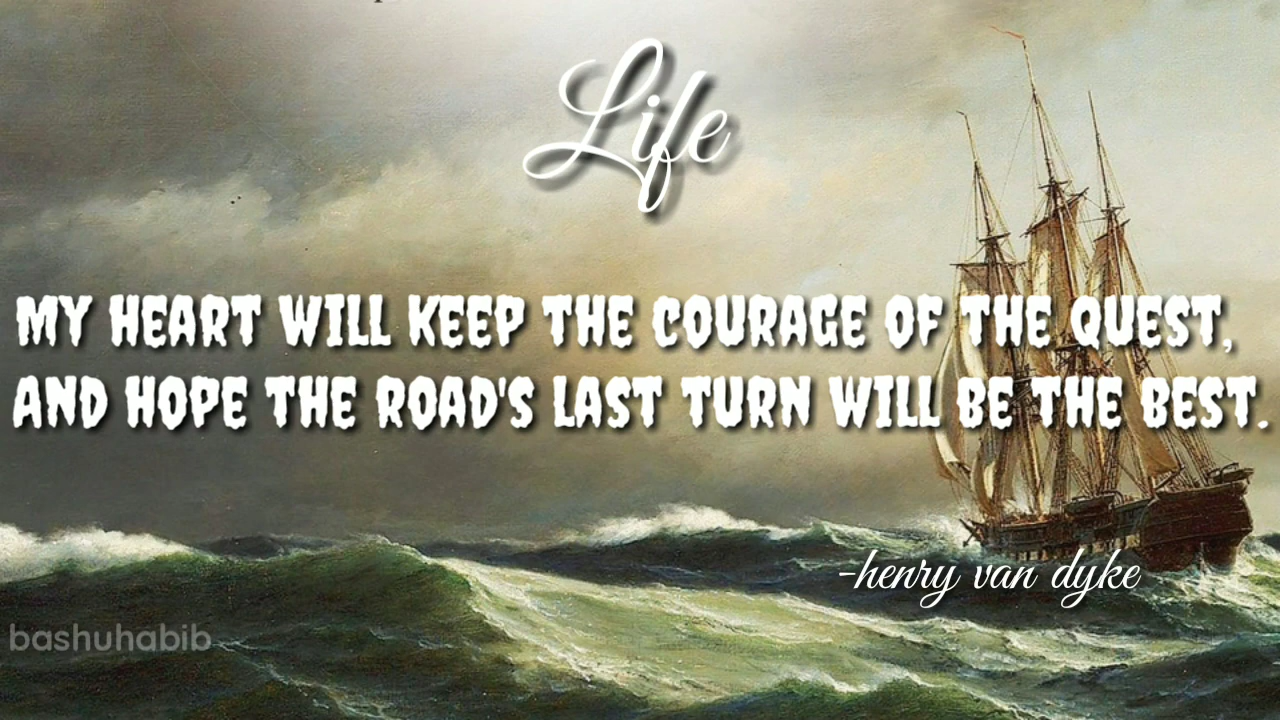 Life
MY HEART WILL KEEP THE COURAGE OF THE QUEST,
AND HOPE THE ROAD'S LAST TURN WILL BE THE BEST.
-henry van dyke
bashuhabib